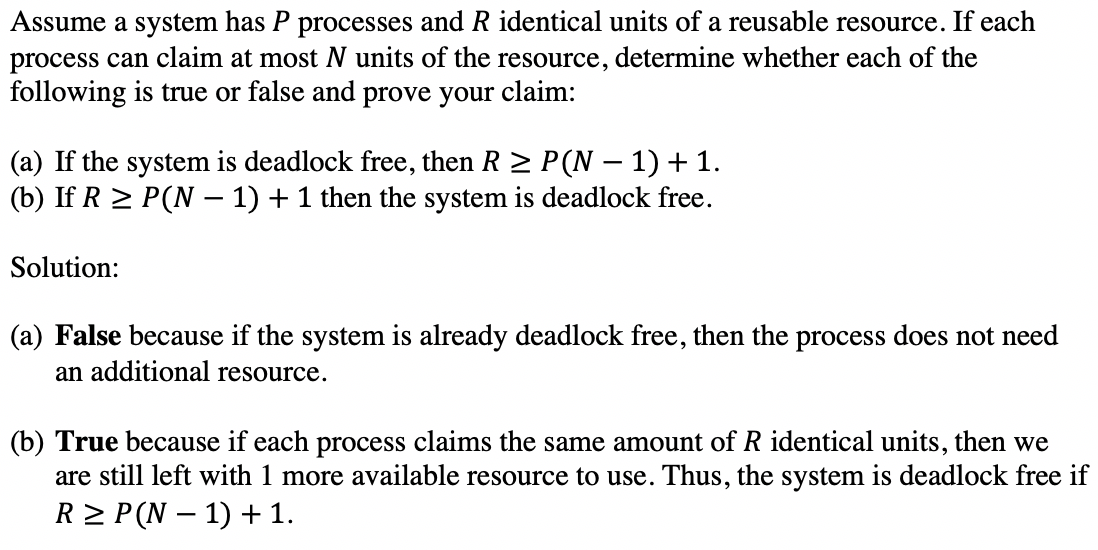 Assume a system has P processes and R identical units of a reusable resource. If each
process can claim at most N units of the resource, determine whether each of the
following is true or false and prove your claim:
(a) If the system is deadlock free, then R ≥ P(N − 1) + 1.
(b) If R ≥ P(N − 1) + 1 then the system is deadlock free.
Solution:
(a) False because if the system is already deadlock free, then the process does not need
an additional resource.
(b) True because if each process claims the same amount of R identical units, then we
are still left with 1 more available resource to use. Thus, the system is deadlock free if
R ≥ P(N − 1) + 1.